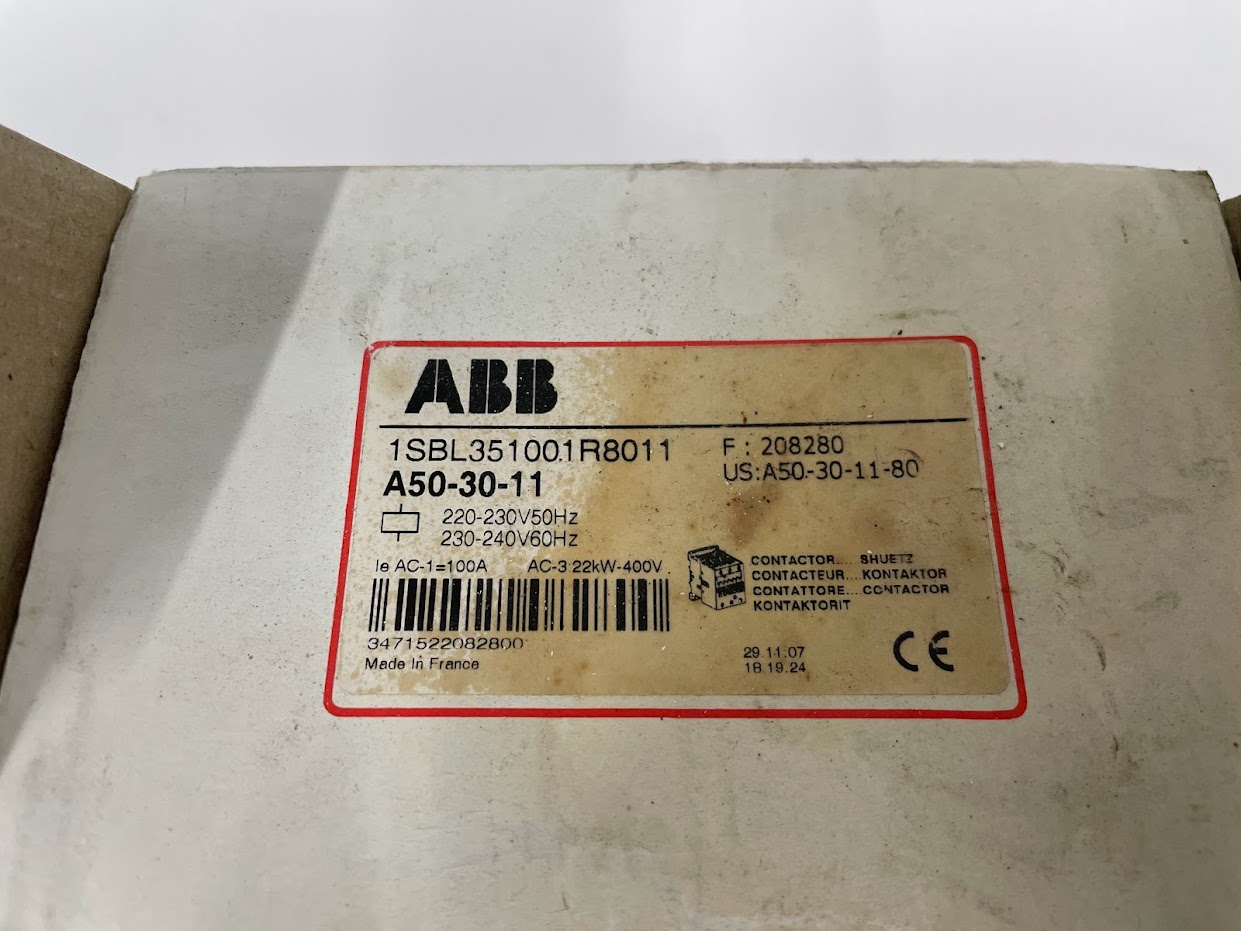 ABB
1SBL351001R8011
F: 208280
A50-30-11
US:A50-30-11-80
220-230V50Hz
230-240V60Hz
Ie AC-1=100A AC-3 22kW-400V
CONTACTOR.... SHUETZ
CONTACTEUR... KONTAKTOR
CONTATTORE... CONTACTOR
KONTAKTORIT
3471522082800
Made In France
29.11.07
18.19.24
CE